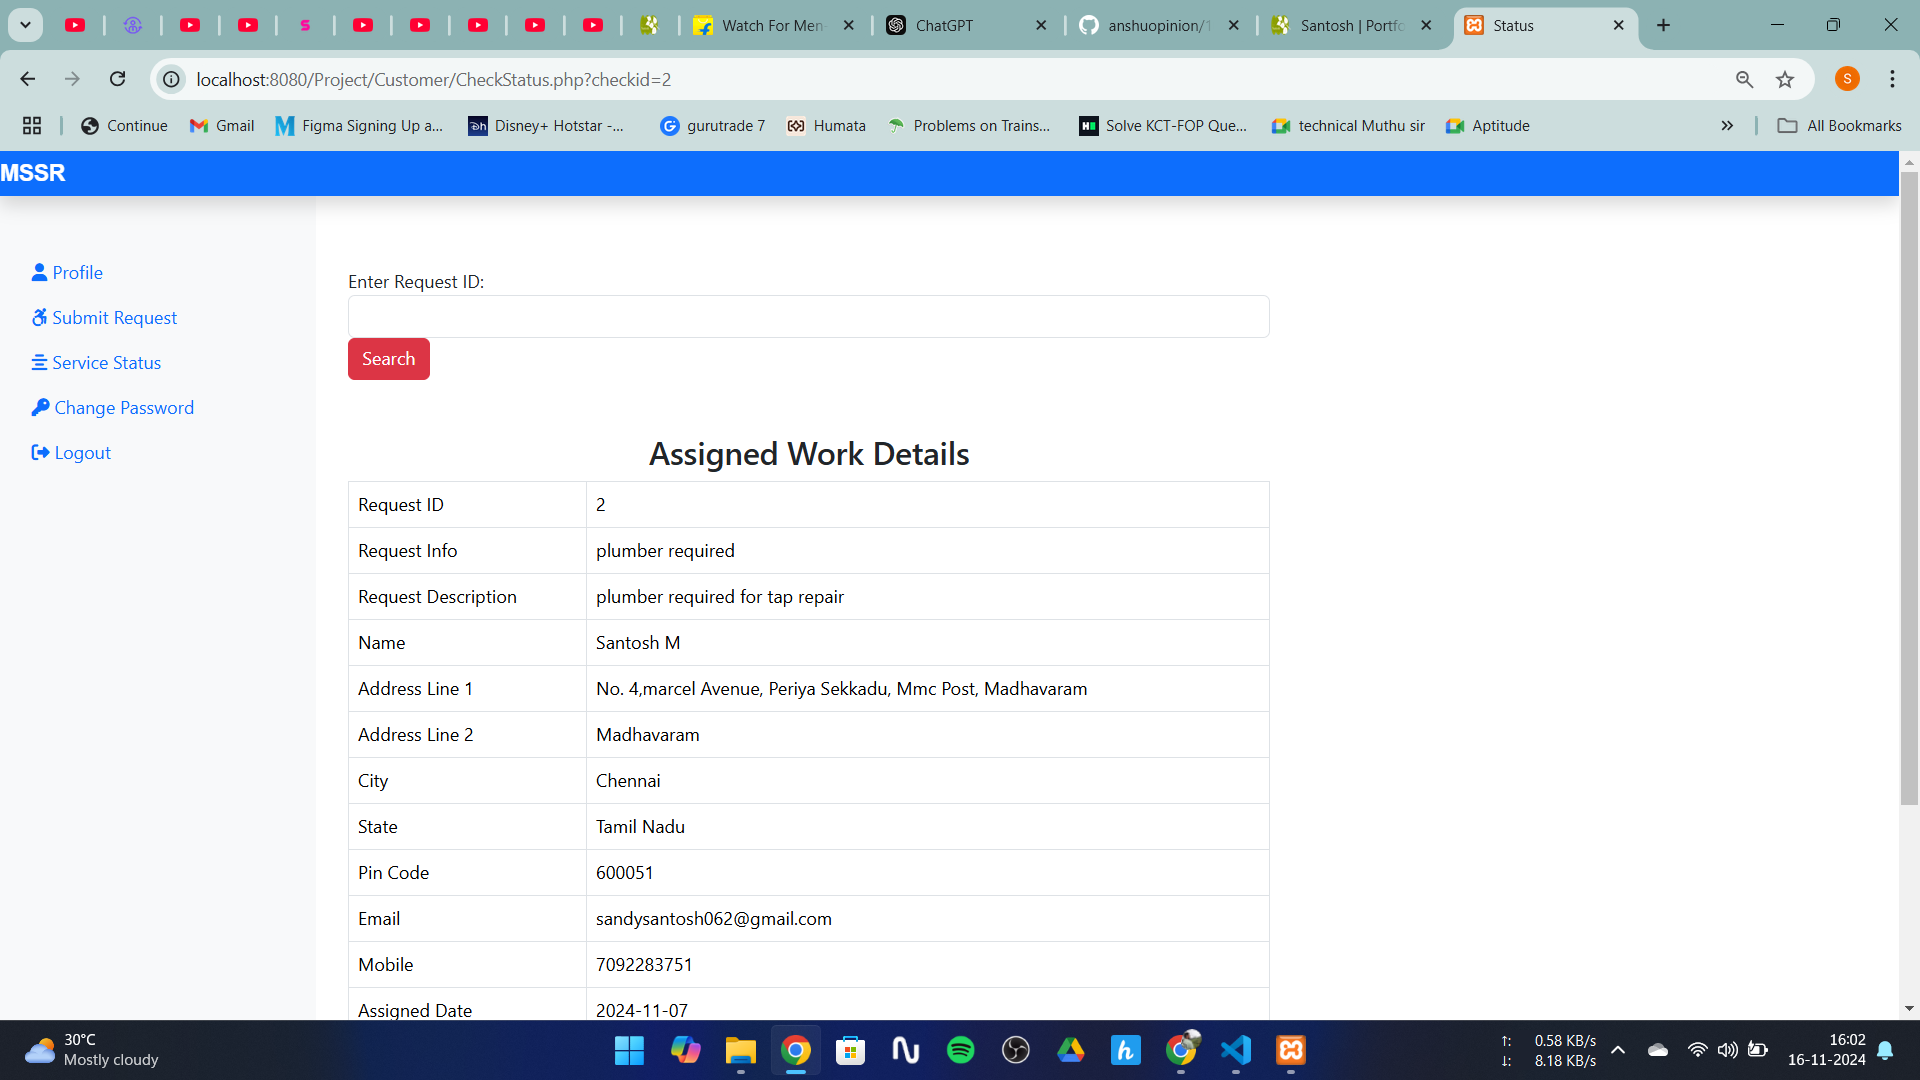 Watch For Men
ChatGPT
anshuopinion/1
Santosh | Portfo
Status
localhost:8080/Project/Customer/CheckStatus.php?checkid=2
S
Continue
Gmail
Figma Signing Up a...
Disney+ Hotstar -...
gurutrade 7
Humata
Problems on Trains...
Solve KCT-FOP Que...
technical Muthu sir
Aptitude
All Bookmarks
MSSR
Profile
Submit Request
Service Status
Change Password
Logout
Enter Request ID:
Search
Assigned Work Details
Request ID 2
Request Info plumber required
Request Description plumber required for tap repair
Name Santosh M
Address Line 1 No. 4,marcel Avenue, Periya Sekkadu, Mmc Post, Madhavaram
Address Line 2 Madhavaram
City Chennai
State Tamil Nadu
Pin Code 600051
Email sandysantosh062@gmail.com
Mobile 7092283751
Assigned Date 2024-11-07
30°C
Mostly cloudy
↑: 0.58 KB/s
↓: 8.18 KB/s
16:02
16-11-2024